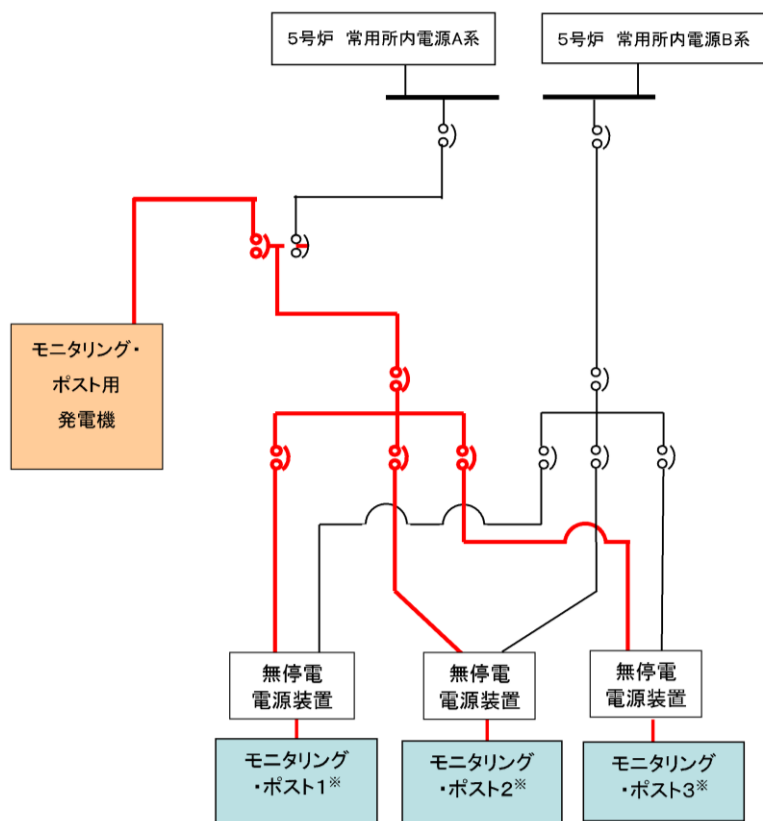 5号炉 常用所内電源A系
5号炉 常用所内電源B系
モニタリング・
ポスト用
発電機
無停電
電源装置
無停電
電源装置
無停電
電源装置
モニタリング
・ポスト1※
モニタリング
・ポスト2※
モニタリング
・ポスト3※